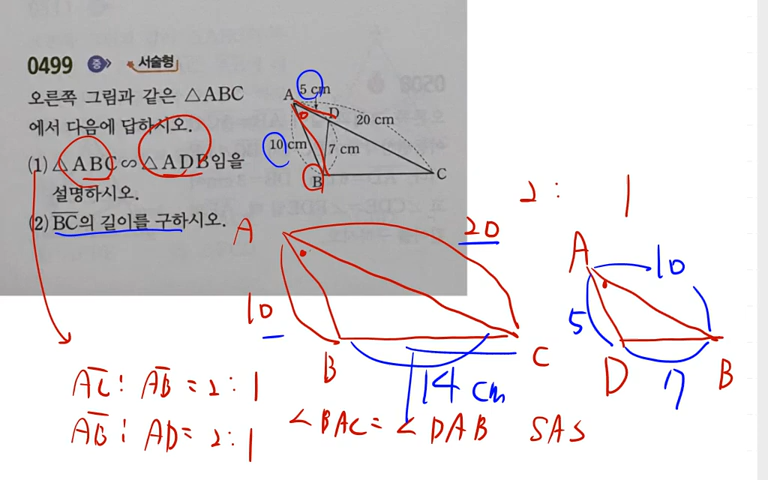 0499 중 서술형
오른쪽 그림과 같은 △ABC
에서 다음에 답하시오.
(1) △ABC∽△ADB임을
설명하시오.
(2) BC의 길이를 구하시오.
A 5 cm
D 20 cm
10 cm 7 cm
B C
2 : 1
A 20
10
B C
14 cm
A 10
5
D 7 B
AC : AB = 2 : 1
AB : AD = 2 : 1
∠BAC = ∠DAB SAS